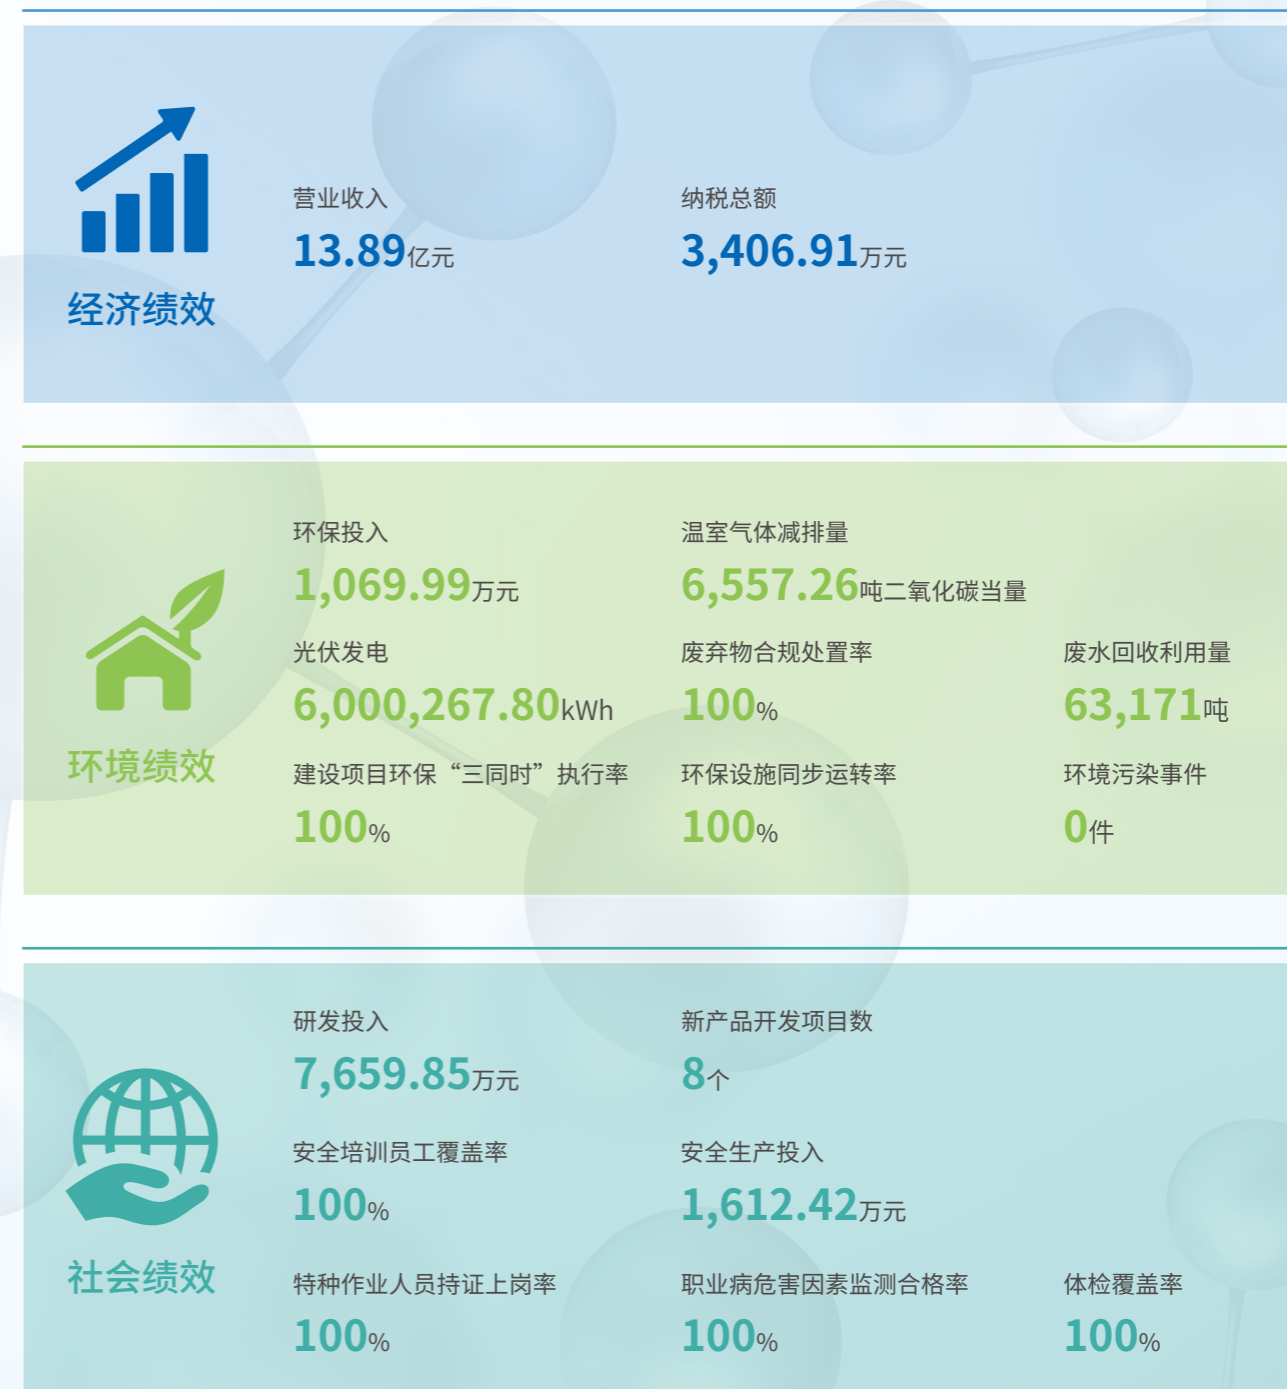 营业收入 纳税总额
13.89亿元 3,406.91万元
经济绩效
环保投入 温室气体减排量
1,069.99万元 6,557.26吨二氧化碳当量
光伏发电 废弃物合规处置率 废水回收利用量
6,000,267.80kWh 100% 63,171吨
环境绩效
建设项目环保“三同时”执行率 环保设施同步运转率 环境污染事件
100% 100% 0件
研发投入 新产品开发项目数
7,659.85万元 8个
安全培训员工覆盖率 安全生产投入
100% 1,612.42万元
社会绩效
特种作业人员持证上岗率 职业病危害因素监测合格率 体检覆盖率
100% 100% 100%